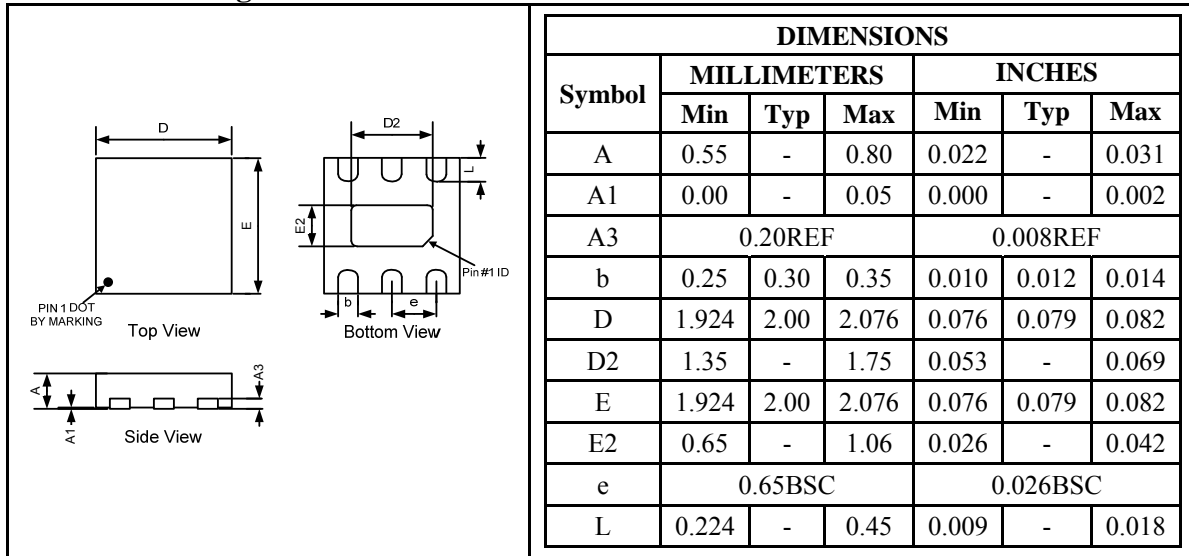 D
E
PIN 1 DOT
BY MARKING
Top View
D2
L
E2
Pin #1 ID
b
e
Bottom View
A
A1
A3
Side View
DIMENSIONS
Symbol MILLIMETERS INCHES
Min Typ Max Min Typ Max
A 0.55 - 0.80 0.022 - 0.031
A1 0.00 - 0.05 0.000 - 0.002
A3 0.20REF 0.008REF
b 0.25 0.30 0.35 0.010 0.012 0.014
D 1.924 2.00 2.076 0.076 0.079 0.082
D2 1.35 - 1.75 0.053 - 0.069
E 1.924 2.00 2.076 0.076 0.079 0.082
E2 0.65 - 1.06 0.026 - 0.042
e 0.65BSC 0.026BSC
L 0.224 - 0.45 0.009 - 0.018